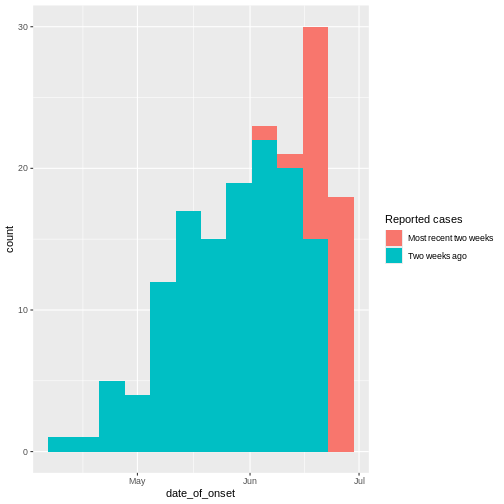 30
20
10
0
count
May
Jun
Jul
date_of_onset
Reported cases
Most recent two weeks
Two weeks ago